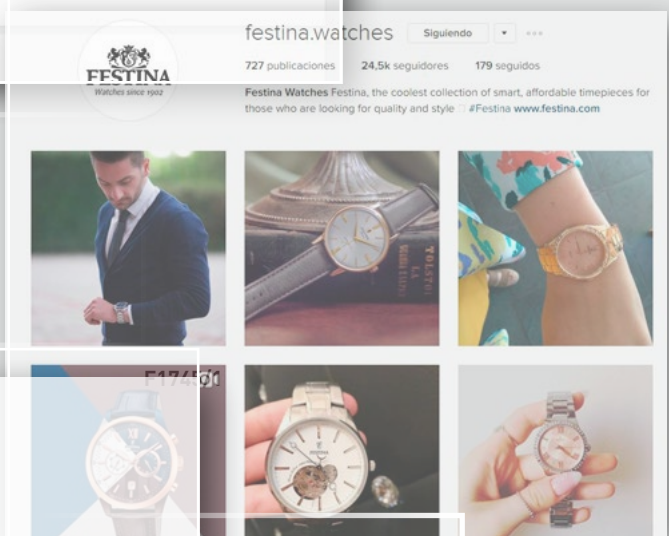 festina.watches Siguiendo
FESTINA
Watches since 1902
727 publicaciones 24,5k seguidores 179 seguidos
Festina Watches Festina, the coolest collection of smart, affordable timepieces for
those who are looking for quality and style #Festina www.festina.com
TOLSTOI
LA
FESTINA